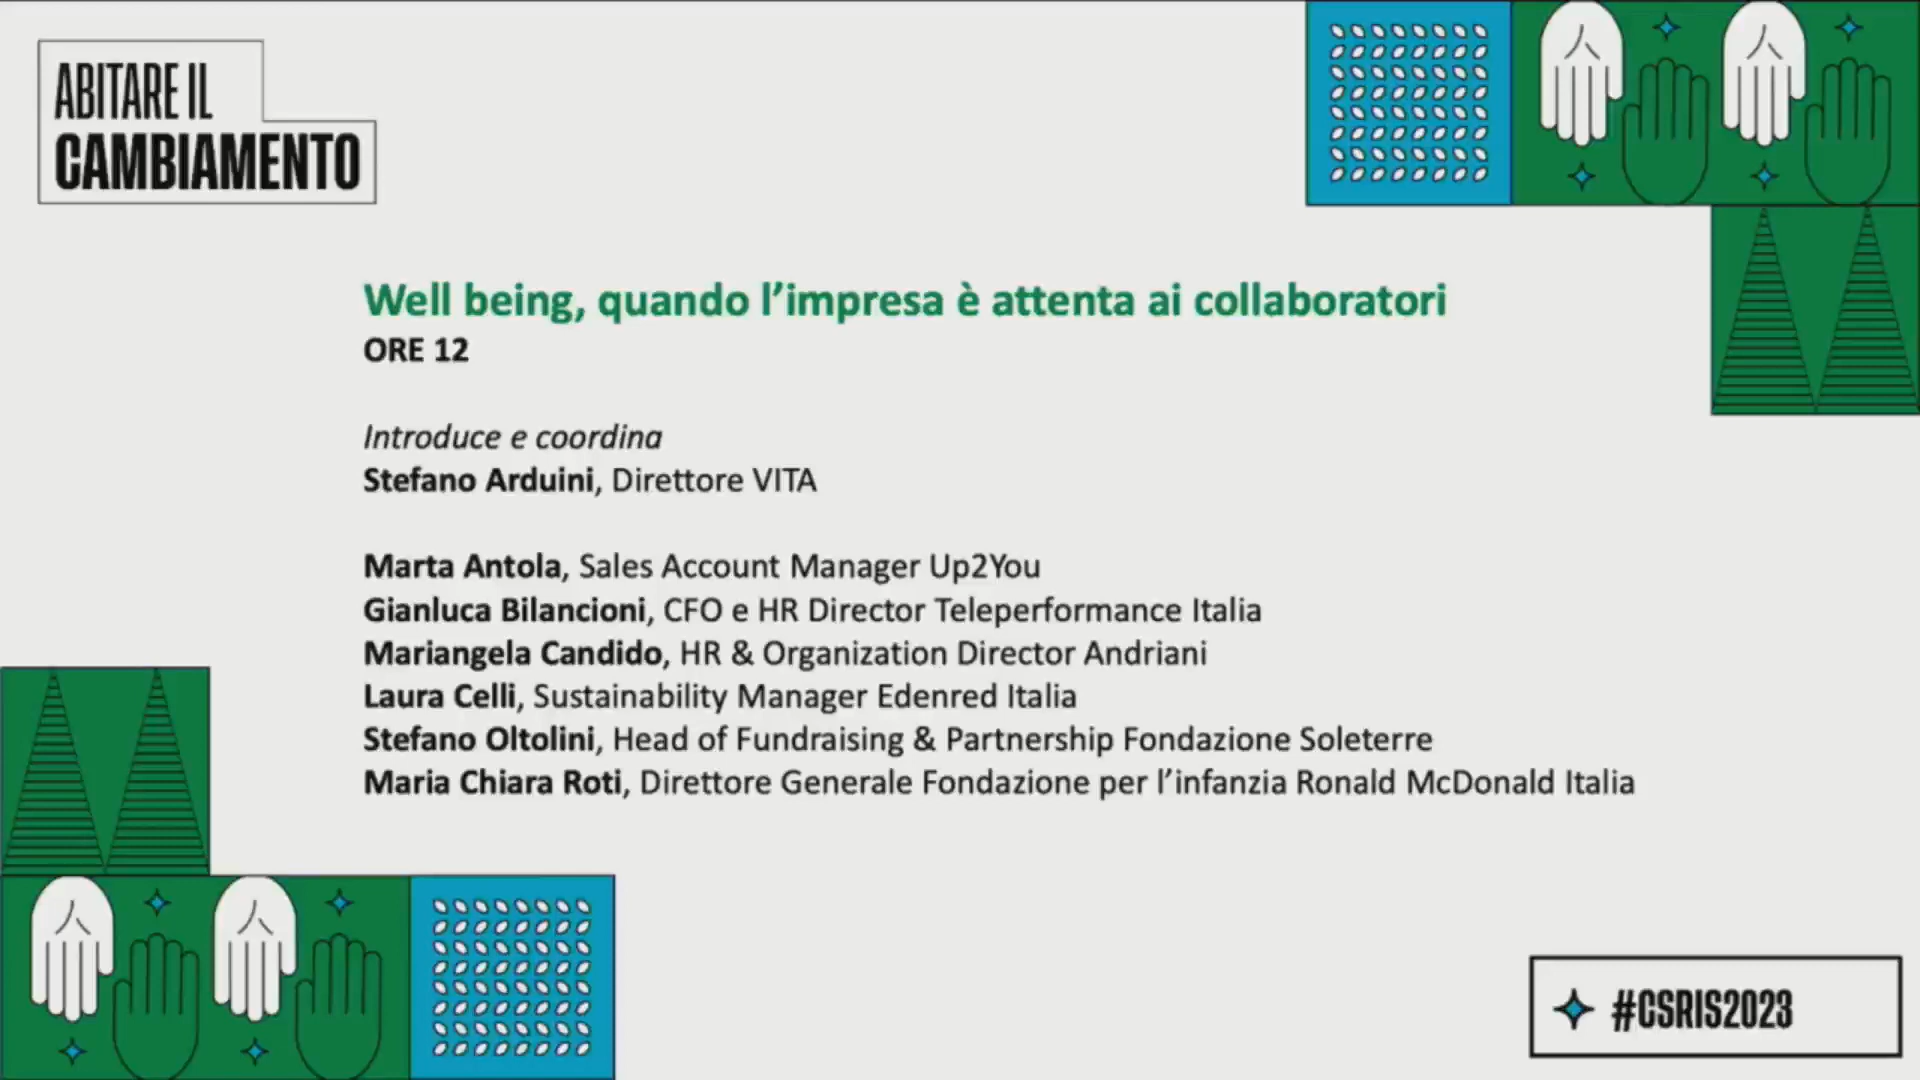 ABITARE IL
CAMBIAMENTO
Well being, quando l’impresa è attenta ai collaboratori
ORE 12
Introduce e coordina
Stefano Arduini, Direttore VITA
Marta Antola, Sales Account Manager Up2You
Gianluca Bilancioni, CFO e HR Director Teleperformance Italia
Mariangela Candido, HR & Organization Director Andriani
Laura Celli, Sustainability Manager Edenred Italia
Stefano Oltolini, Head of Fundraising & Partnership Fondazione Soleterre
Maria Chiara Roti, Direttore Generale Fondazione per l’infanzia Ronald McDonald Italia
#CSRIS2023